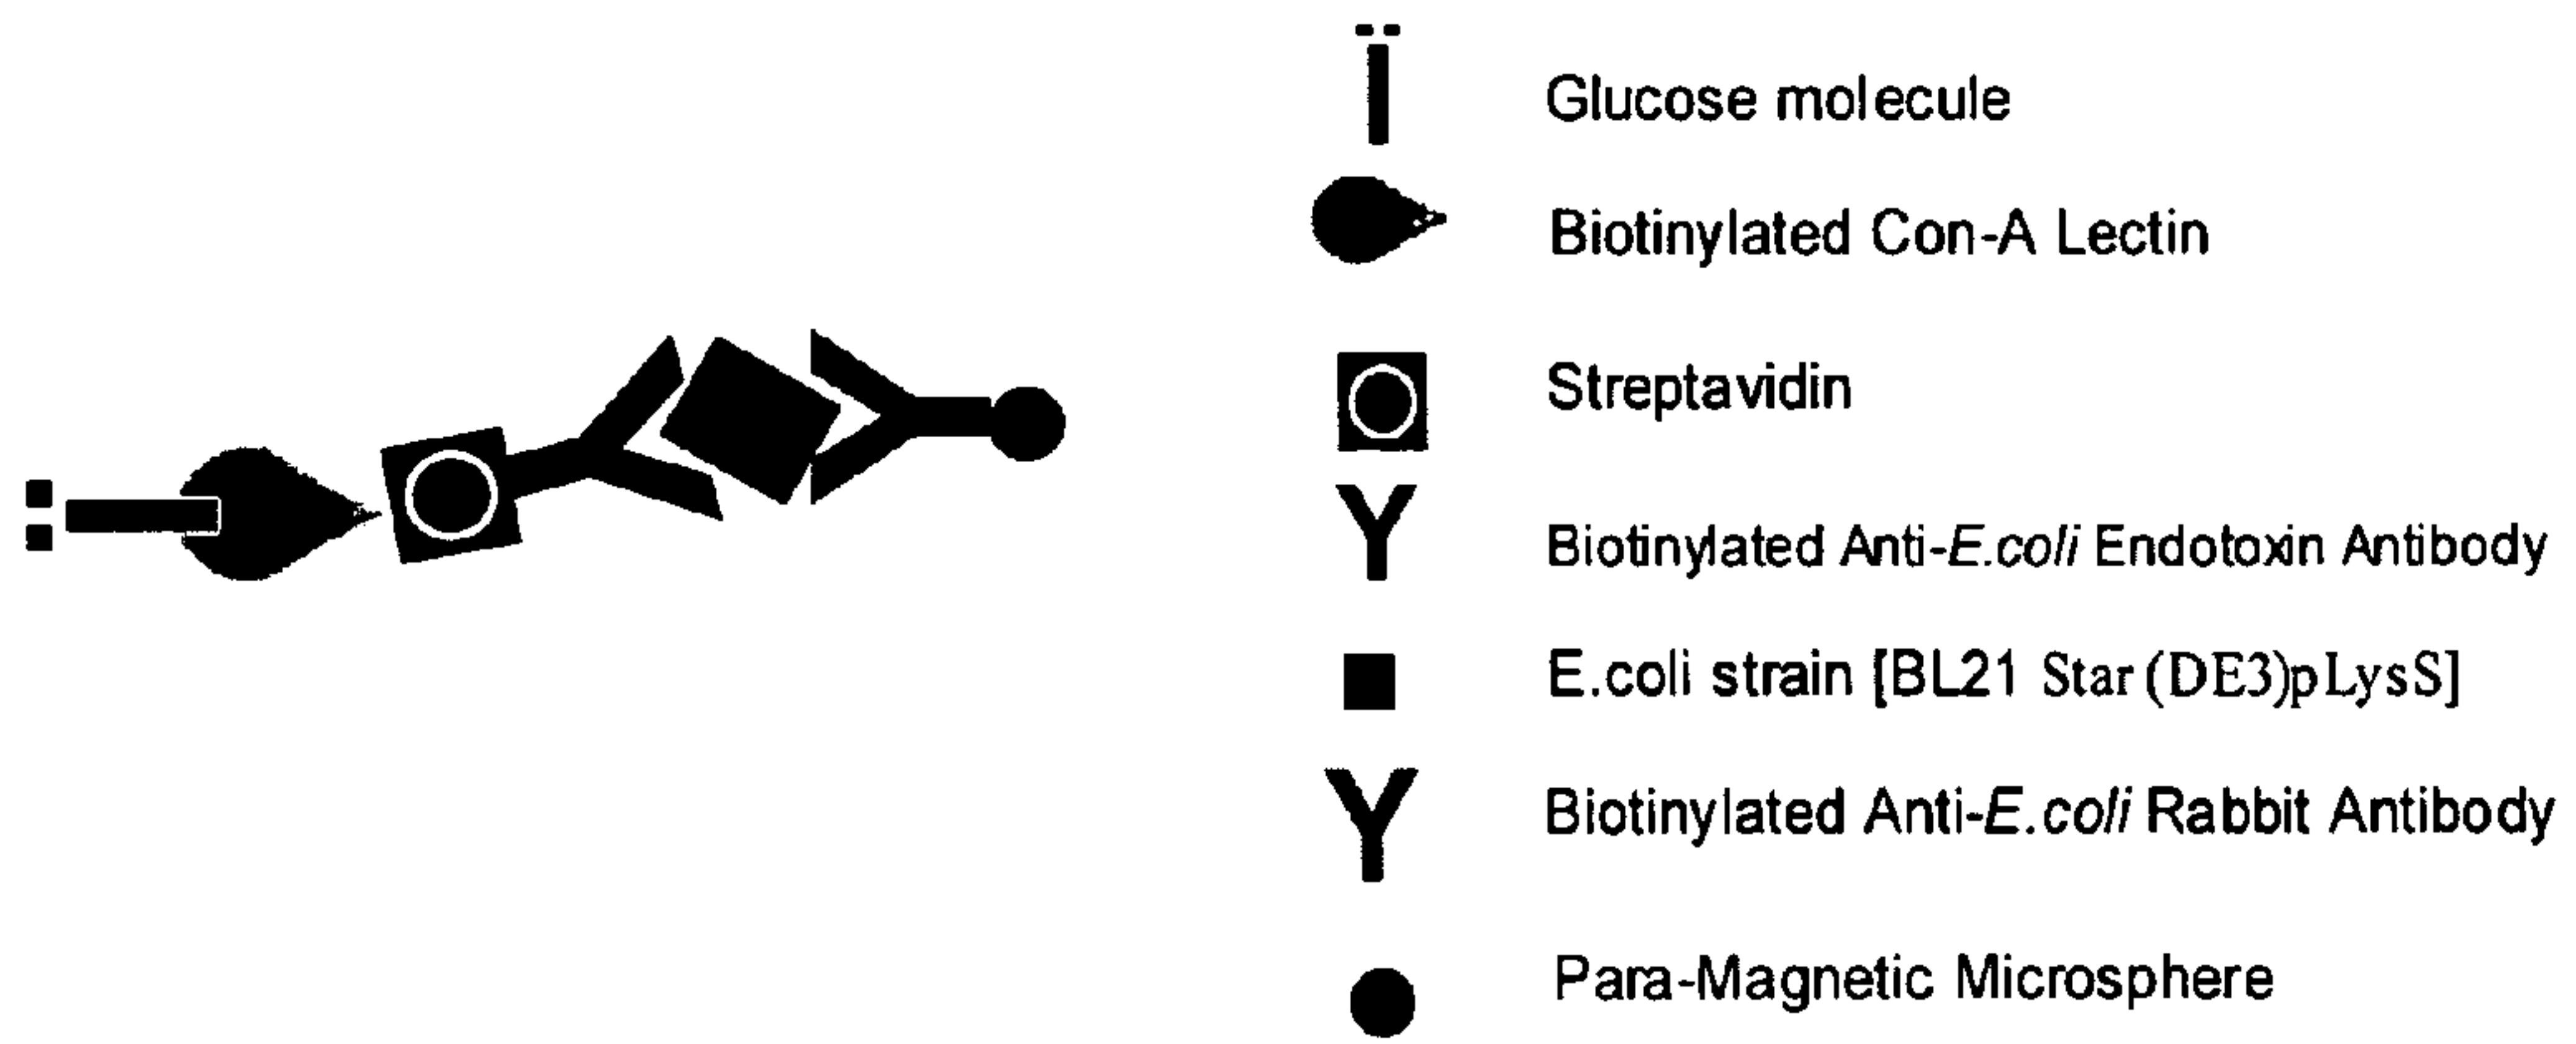 Glucose molecule
Biotinylated Con-A Lectin
Streptavidin
Biotinylated Anti-E.coli Endotoxin Antibody
E.coli strain [BL21 Star (DE3)pLysS]
Biotinylated Anti-E.coli Rabbit Antibody
Para-Magnetic Microsphere